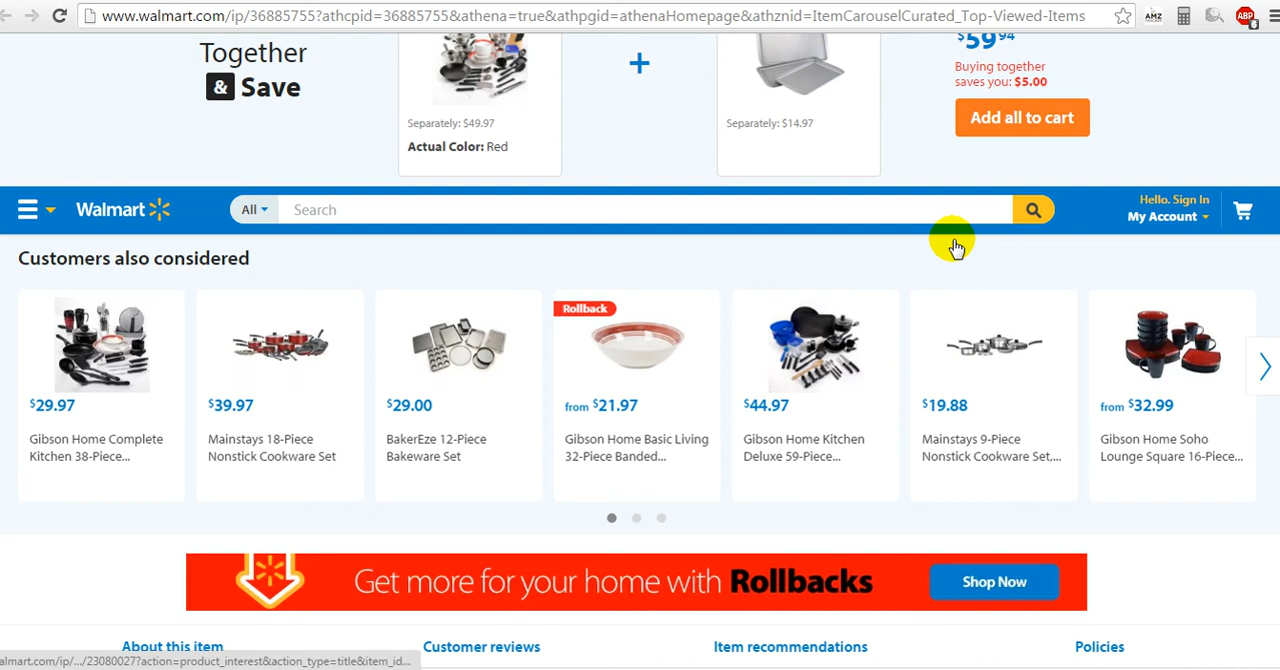 www.walmart.com/ip/36885755?athcpid=36885755&athena=true&athpgid=athenaHomepage&athznid=ItemCarouselCurated_Top-Viewed-Items
AMZ
ABP
6
Together
& Save
+
Separately: $49.97
Actual Color: Red
Separately: $14.97
$59 94
Buying together
saves you: $5.00
Add all to cart
Walmart
All
Search
Hello. Sign In
My Account
Customers also considered
Rollback
$29.97
$39.97
$29.00
from $21.97
$44.97
$19.88
from $32.99
Gibson Home Complete
Kitchen 38-Piece...
Mainstays 18-Piece
Nonstick Cookware Set
BakerEze 12-Piece
Bakeware Set
Gibson Home Basic Living
32-Piece Banded...
Gibson Home Kitchen
Deluxe 59-Piece...
Mainstays 9-Piece
Nonstick Cookware Set,...
Gibson Home Soho
Lounge Square 16-Piece...
Get more for your home with Rollbacks
Shop Now
About this item
Customer reviews
Item recommendations
Policies
almart.com/ip/.../23080027?action=product_interest&action_type=title&item_id...